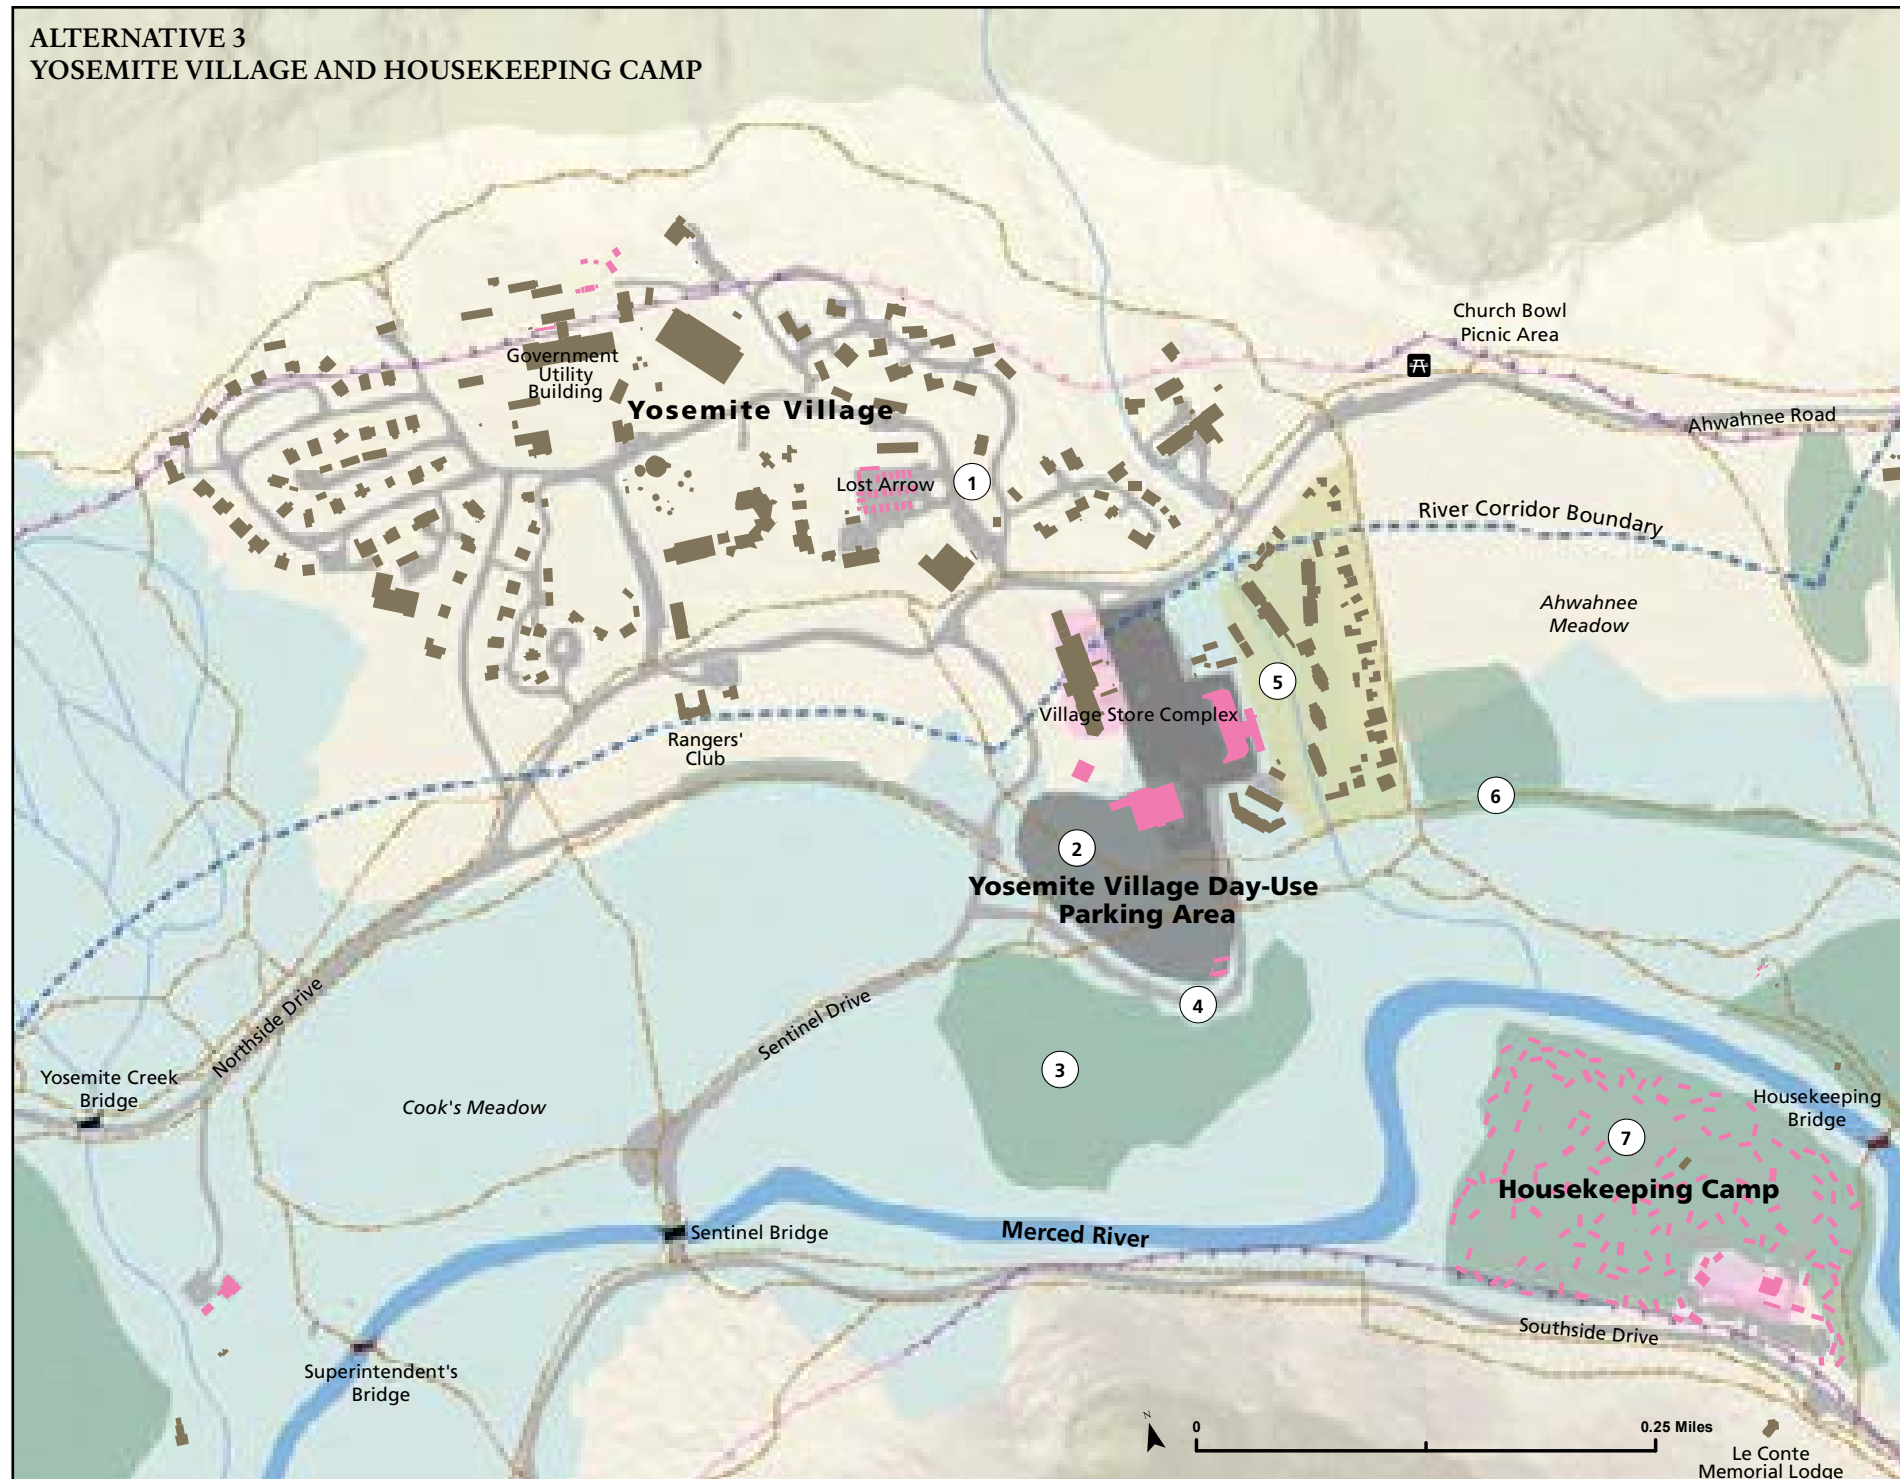 ALTERNATIVE 3
YOSEMITE VILLAGE AND HOUSEKEEPING CAMP
Church Bowl
Picnic Area
Government
Utility
Building
Yosemite Village
Ahwahnee Road
Lost Arrow
1
River Corridor Boundary
Ahwahnee
Meadow
5
Village Store Complex
Rangers'
Club
6
2
Yosemite Village Day-Use
Parking Area
4
Northside Drive
Sentinel Drive
3
Yosemite Creek
Bridge
Cook's Meadow
Housekeeping
Bridge
7
Housekeeping Camp
Sentinel Bridge
Merced River
Southside Drive
Superintendent's
Bridge
N
0
0.25 Miles
Le Conte
Memorial Lodge